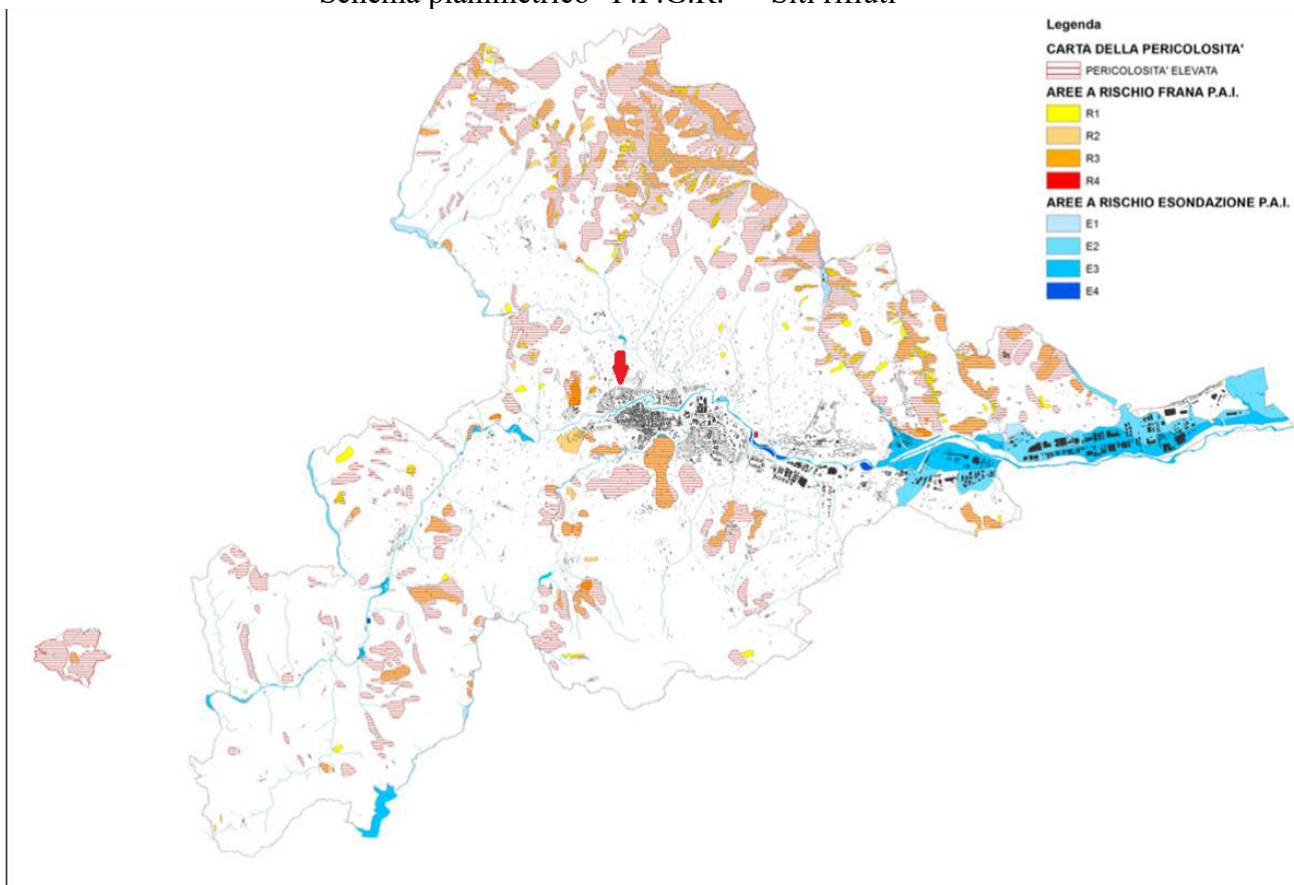 Legenda
CARTA DELLA PERICOLOSITA'
PERICOLOSITA' ELEVATA
AREE A RISCHIO FRANA P.A.I.
R1
R2
R3
R4
AREE A RISCHIO ESONDAZIONE P.A.I.
E1
E2
E3
E4